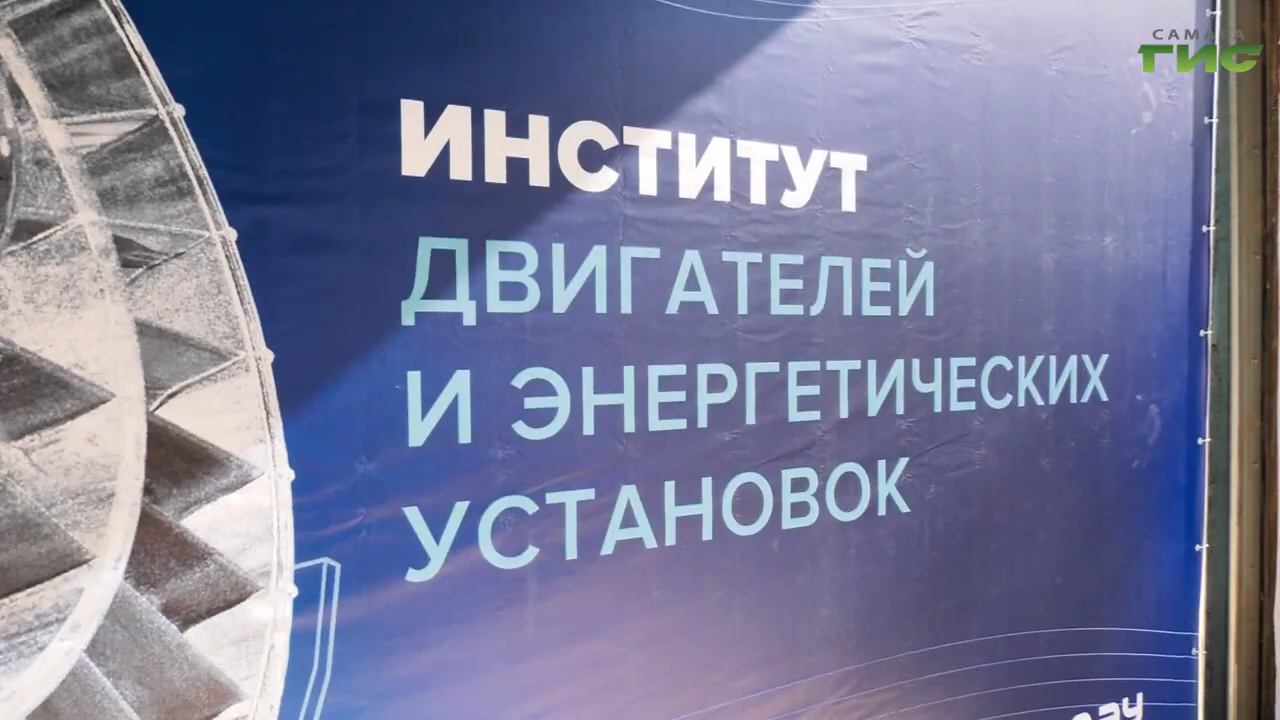 САМАРА
ГИС
ИНСТИТУТ
ДВИГАТЕЛЕЙ
И ЭНЕРГЕТИЧЕСКИХ
УСТАНОВОК